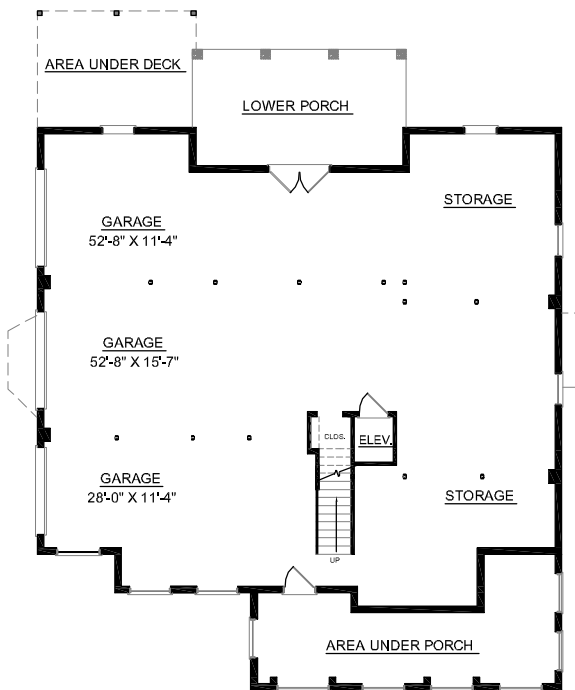 AREA UNDER DECK
LOWER PORCH
STORAGE
GARAGE
52'-8" X 11'-4"
GARAGE
52'-8" X 15'-7"
CLOS.
ELEV.
GARAGE
28'-0" X 11'-4"
STORAGE
UP
AREA UNDER PORCH